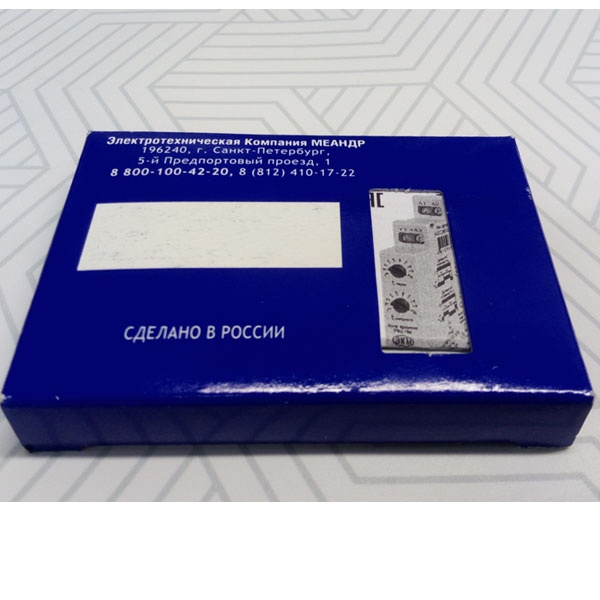 Электротехническая Компания МЕАНДР
196240, г. Санкт-Петербург,
5-й Предпортовый проезд, 1
8 800-100-42-20, 8 (812) 410-17-22
СДЕЛАНО В РОССИИ